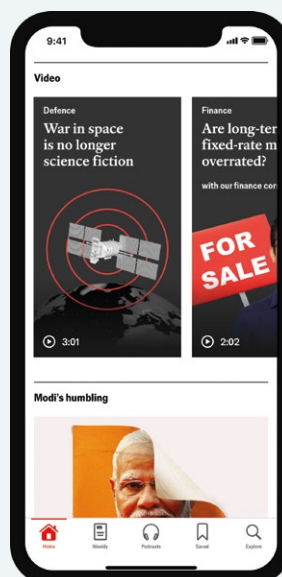 9:41
Video
Defence
War in space
is no longer
science fiction
3:01
Finance
Are long-ter
fixed-rate m
overrated?
with our finance cor
FOR
SALE
2:02
Modi's humbling
Home
Weekly
Podcasts
Saved
Explore